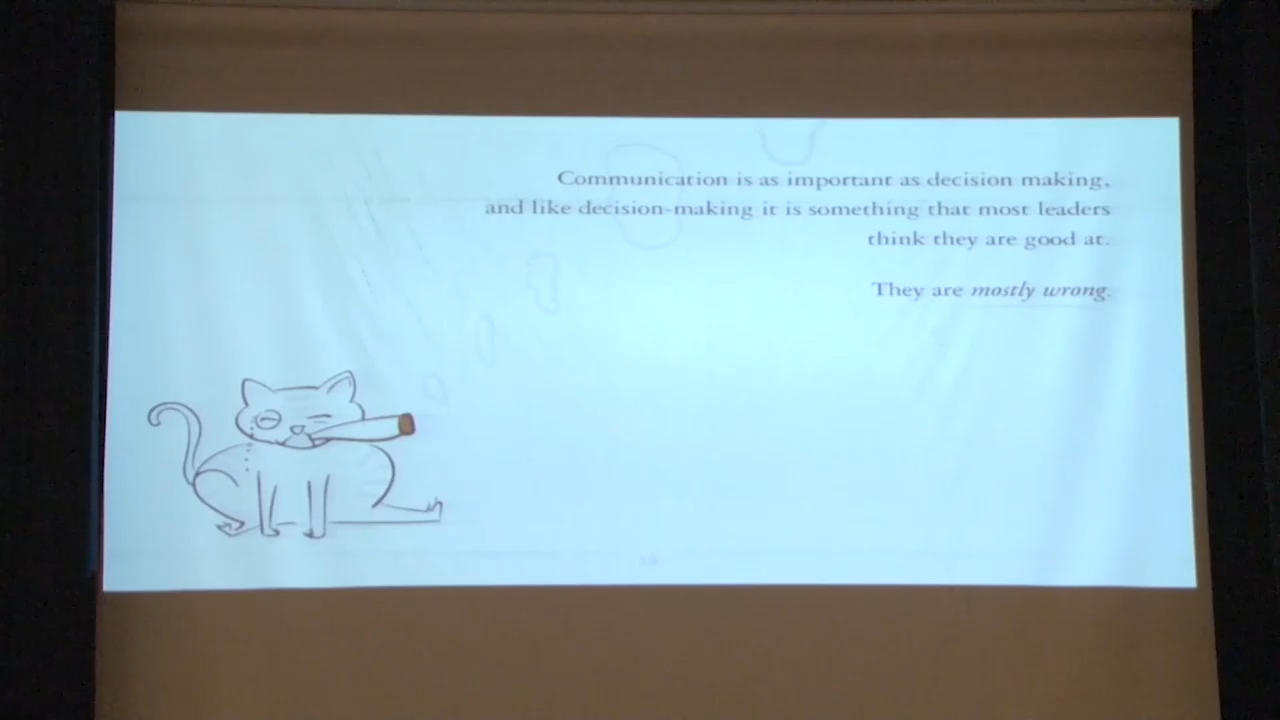 Communication is as important as decision making,
and like decision-making it is something that most leaders
think they are good at.
They are mostly wrong.